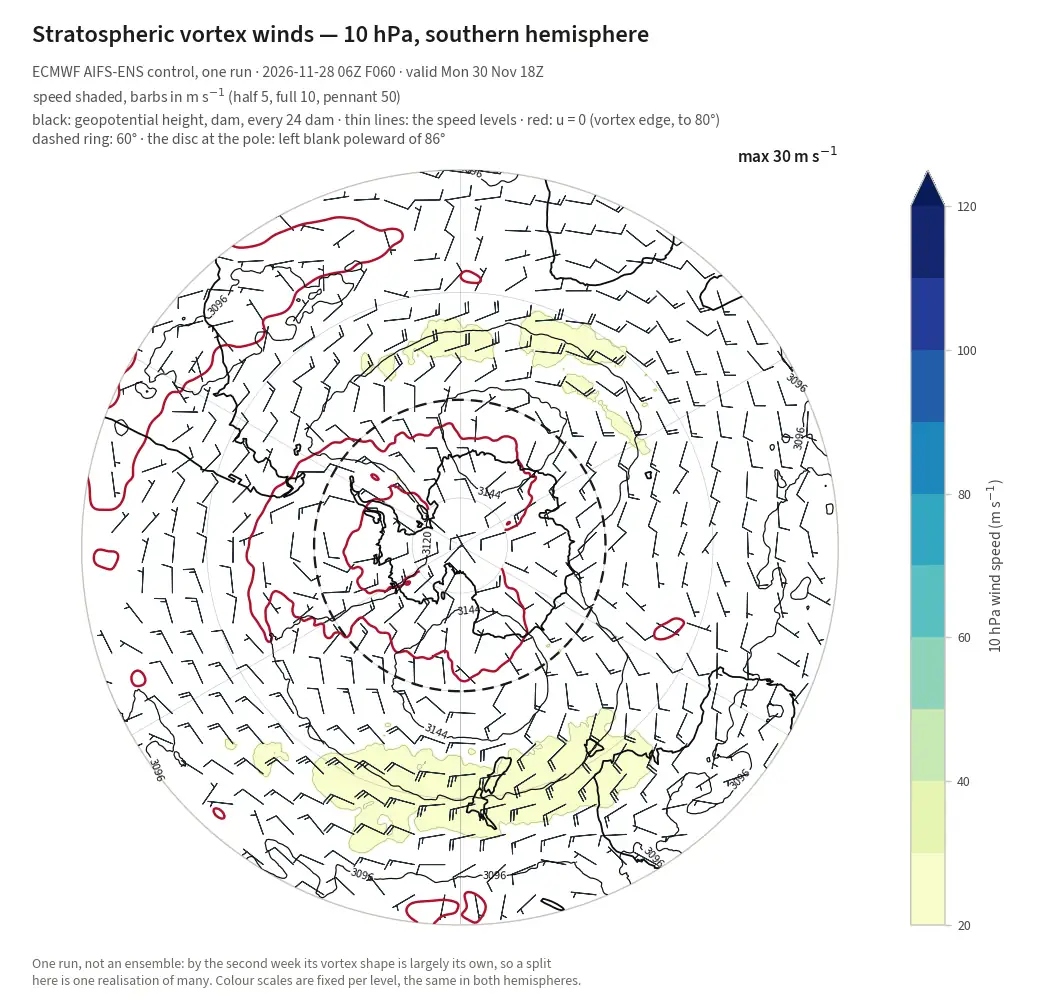 Stratospheric vortex winds — 10 hPa, southern hemisphere
ECMWF AIFS-ENS control, one run · 2026-11-28 06Z F060 · valid Mon 30 Nov 18Z
speed shaded, barbs in m s⁻¹ (half 5, full 10, pennant 50)
black: geopotential height, dam, every 24 dam · thin lines: the speed levels · red: u = 0 (vortex edge, to 80°)
dashed ring: 60° · the disc at the pole: left blank poleward of 86°
max 30 m s⁻¹
3096
3096
3096
3096
3144
3120
3144
3144
3096
3096
3096
3096
3096
120
100
80
60
40
20
10 hPa wind speed (m s⁻¹)
One run, not an ensemble: by the second week its vortex shape is largely its own, so a split
here is one realisation of many. Colour scales are fixed per level, the same in both hemispheres.